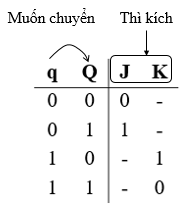 Muốn chuyển Thì kích
q Q J K
0 0 0 -
0 1 1 -
1 0 - 1
1 1 - 0